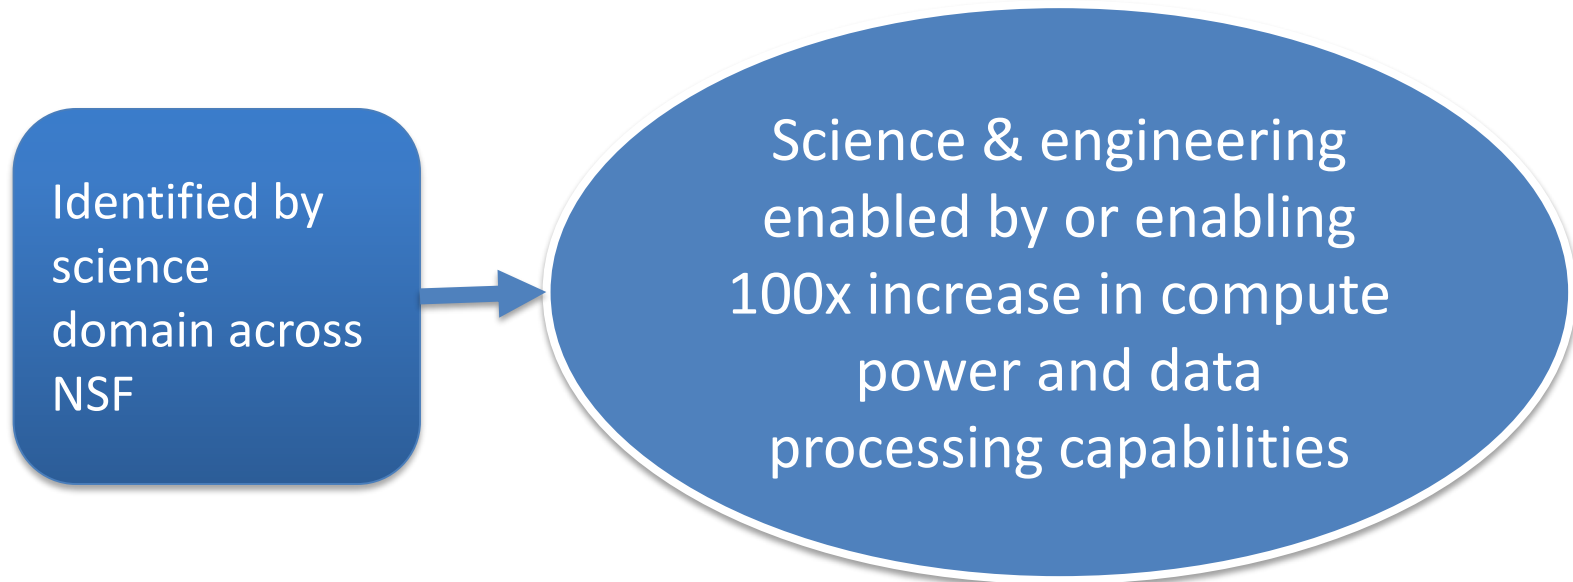 Identified by
science
domain across
NSF
Science & engineering
enabled by or enabling
100x increase in compute
power and data
processing capabilities